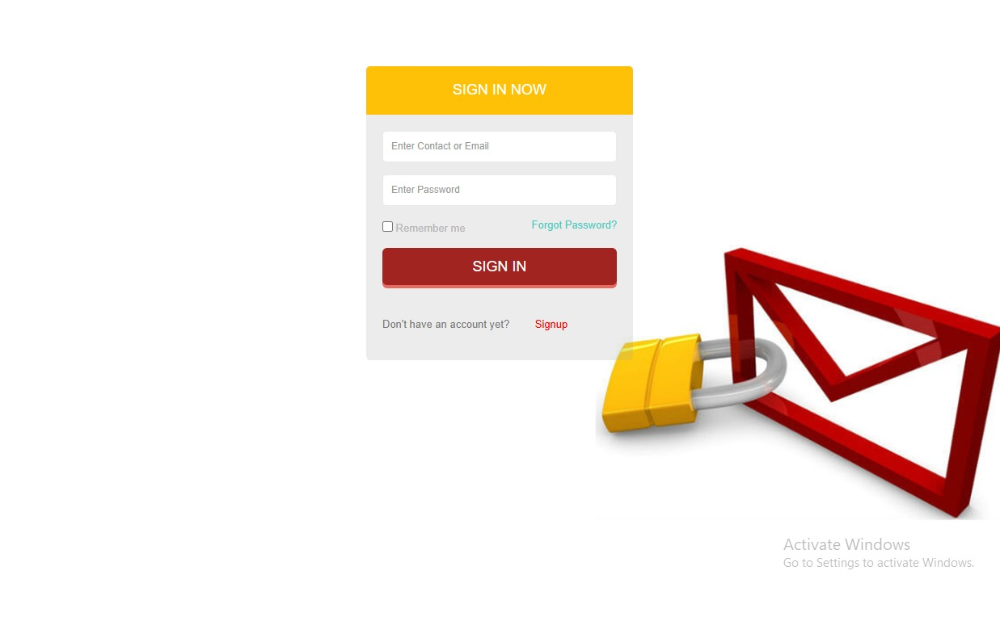 SIGN IN NOW
Enter Contact or Email
Enter Password
Remember me
Forgot Password?
SIGN IN
Don't have an account yet? Signup
Activate Windows
Go to Settings to activate Windows.